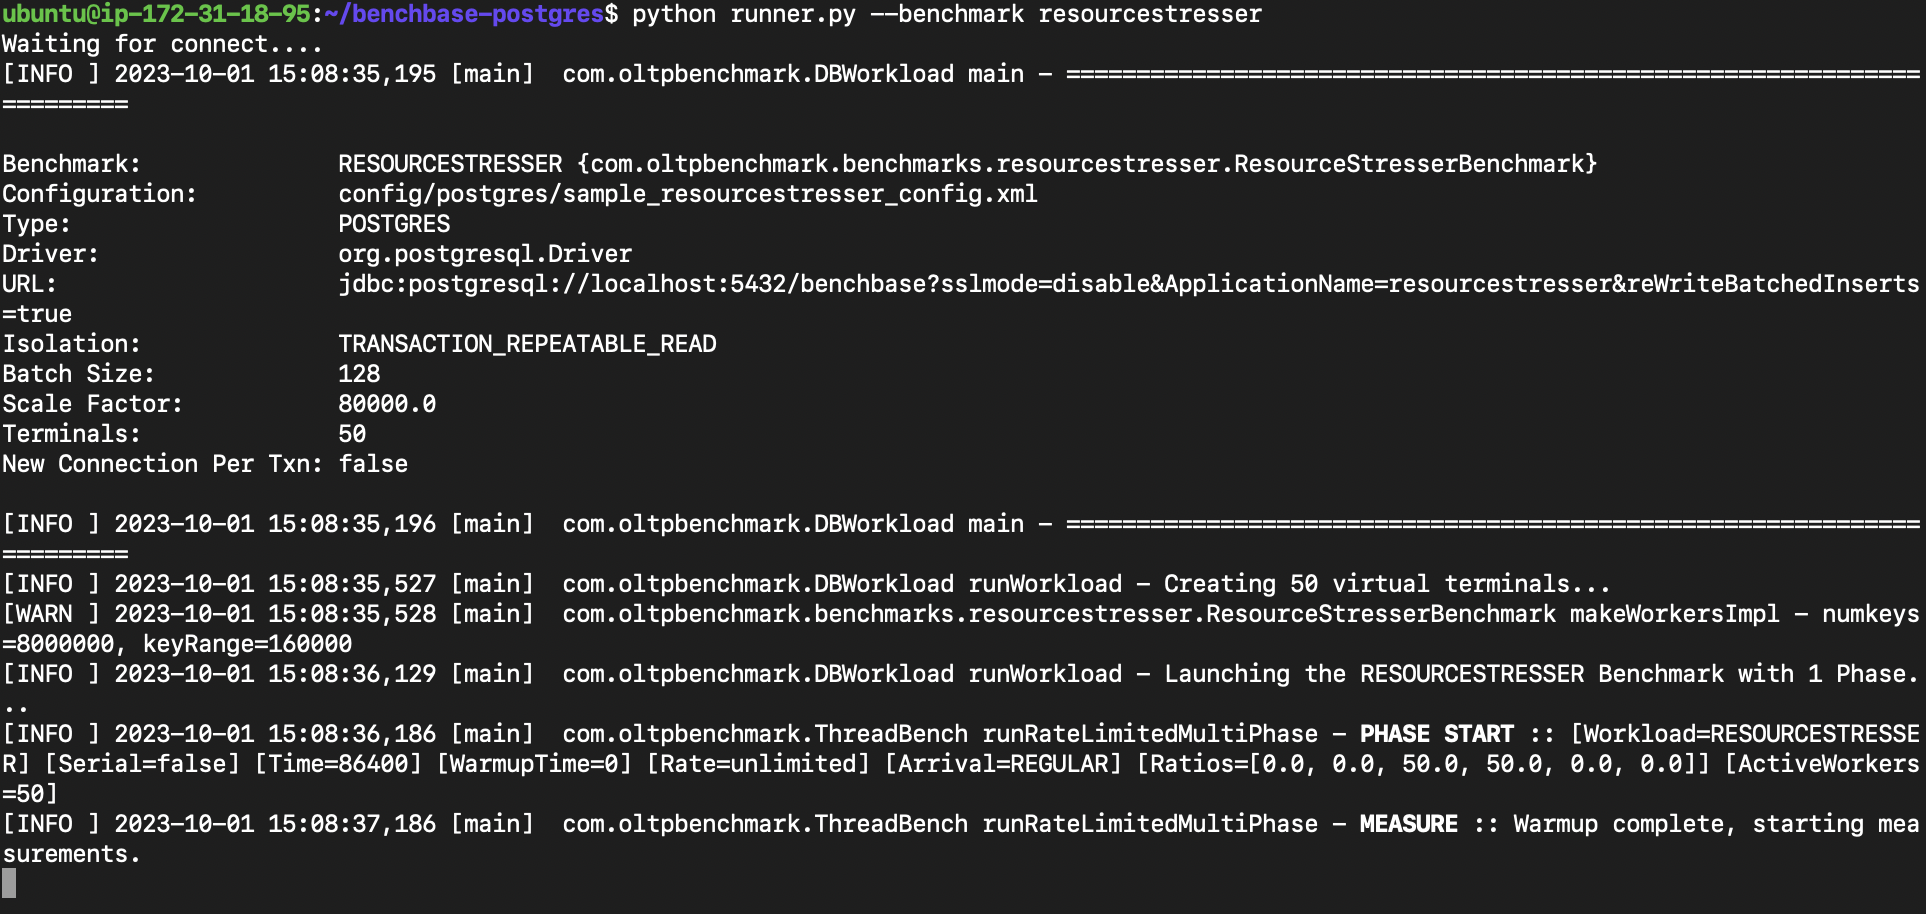 ubuntu@ip-172-31-18-95:~/benchbase-postgres$ python runner.py --benchmark resourcestresser
Waiting for connect....
[INFO ] 2023-10-01 15:08:35,195 [main]  com.oltpbenchmark.DBWorkload main - =============================================================
=========
Benchmark:              RESOURCESTRESSER {com.oltpbenchmark.benchmarks.resourcestresser.ResourceStresserBenchmark}
Configuration:          config/postgres/sample_resourcestresser_config.xml
Type:                   POSTGRES
Driver:                 org.postgresql.Driver
URL:                    jdbc:postgresql://localhost:5432/benchbase?sslmode=disable&ApplicationName=resourcestresser&reWriteBatchedInserts
=true
Isolation:              TRANSACTION_REPEATABLE_READ
Batch Size:             128
Scale Factor:           80000.0
Terminals:              50
New Connection Per Txn: false
[INFO ] 2023-10-01 15:08:35,196 [main]  com.oltpbenchmark.DBWorkload main - =============================================================
=========
[INFO ] 2023-10-01 15:08:35,527 [main]  com.oltpbenchmark.DBWorkload runWorkload - Creating 50 virtual terminals...
[WARN ] 2023-10-01 15:08:35,528 [main]  com.oltpbenchmark.benchmarks.resourcestresser.ResourceStresserBenchmark makeWorkersImpl - numkeys
=8000000, keyRange=160000
[INFO ] 2023-10-01 15:08:36,129 [main]  com.oltpbenchmark.DBWorkload runWorkload - Launching the RESOURCESTRESSER Benchmark with 1 Phase.
..
[INFO ] 2023-10-01 15:08:36,186 [main]  com.oltpbenchmark.ThreadBench runRateLimitedMultiPhase - PHASE START :: [Workload=RESOURCESTRESSE
R] [Serial=false] [Time=86400] [WarmupTime=0] [Rate=unlimited] [Arrival=REGULAR] [Ratios=[0.0, 0.0, 50.0, 50.0, 0.0, 0.0]] [ActiveWorkers
=50]
[INFO ] 2023-10-01 15:08:37,186 [main]  com.oltpbenchmark.ThreadBench runRateLimitedMultiPhase - MEASURE :: Warmup complete, starting mea
surements.